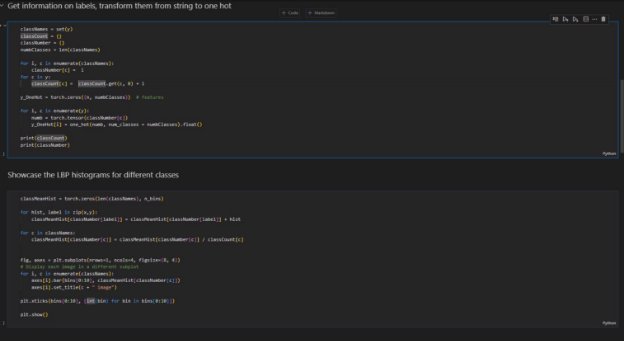 Get information on labels, transform them from string to one hot
+ Code + Markdown
classNames = set(y)
classCount = {}
classNumber = {}
numbClasses = len(classNames)
for i, c in enumerate(classNames):
classNumber[c] = i
for c in y:
classCount[c] = classCount.get(c, 0) + 1
y_OneHot = torch.zeros((n, numbClasses)) # features
for i, c in enumerate(y):
numb = torch.tensor(classNumber[c])
y_OneHot[i] = one_hot(numb, num_classes = numbClasses).float()
print(classCount)
print(classNumber)
Python
Showcase the LBP histograms for different classes
classMeanHist = torch.zeros(len(classNames), n_bins)
for hist, label in zip(x,y):
classMeanHist[classNumber[label]] = classMeanHist[classNumber[label]] + hist
for c in classNames:
classMeanHist[classNumber[c]] = classMeanHist[classNumber[c]] / classCount[c]
fig, axes = plt.subplots(nrows=1, ncols=4, figsize=(8, 4))
# Display each image in a different subplot
for i, c in enumerate(classNames):
axes[i].bar(bins[0:10], classMeanHist[classNumber[c]])
axes[i].set_title(c + " image")
plt.xticks(bins[0:10], [int(bin) for bin in bins[0:10]])
plt.show()
Python